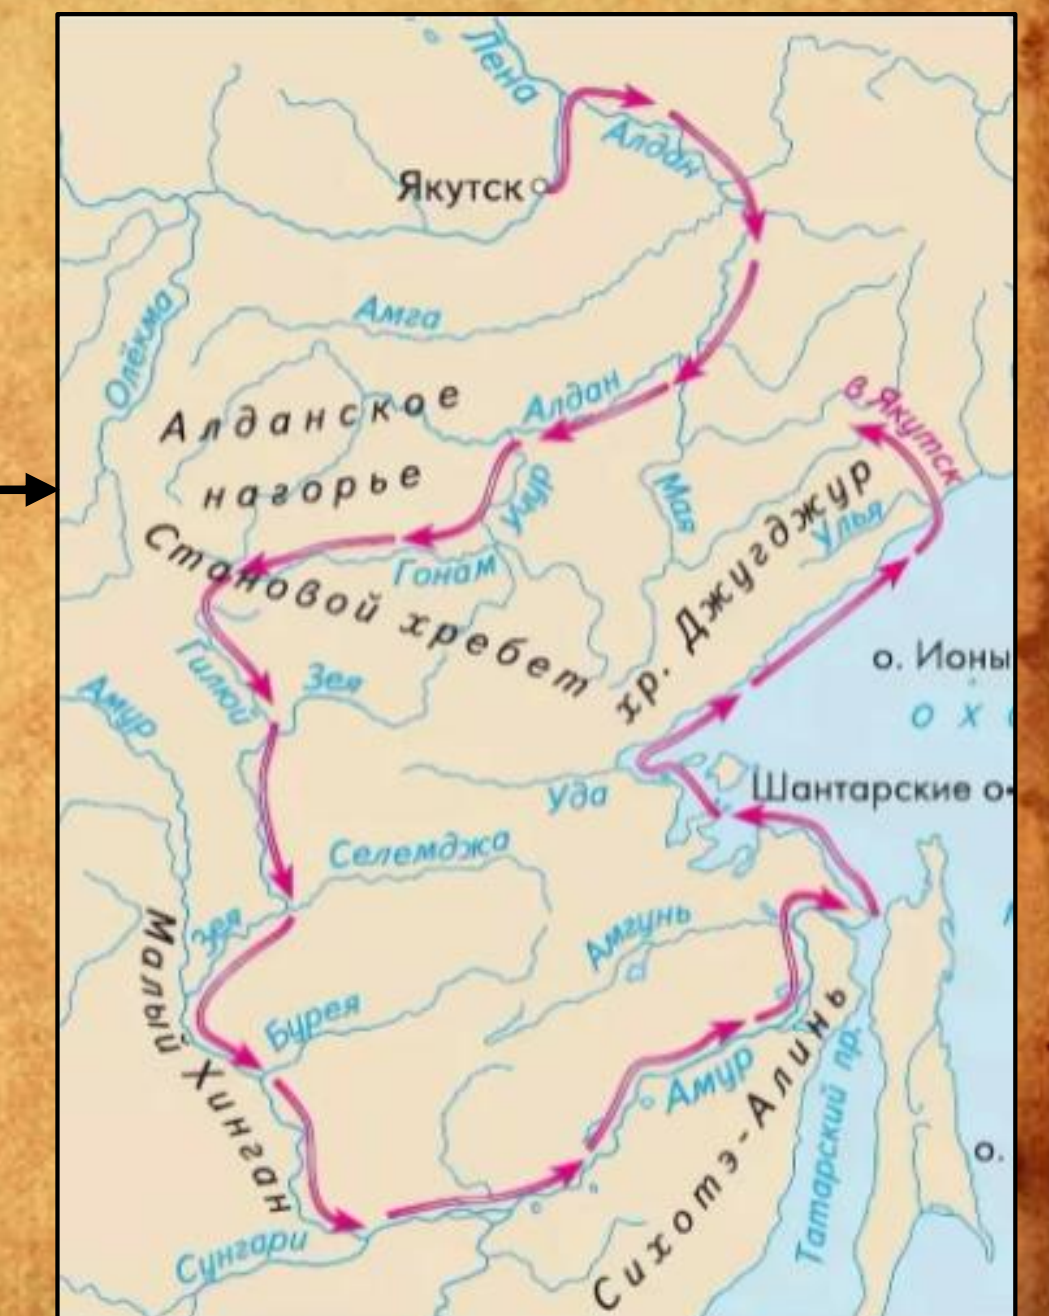 Лена
Алдан
Якутск
Олёкма
Амга
в Якутск
Алдан
Алданское
нагорье
Учур
Мая
Улья
Становой хребет
Гонам
хр. Джугджур
Гилюй
Зея
о. Ионы
Амур
О Х
Уда
Шантарские о
Селемджа
Зея
Амгунь
Малый Хинган
Бурея
Амур
Татарский пр.
Сихотэ-Алинь
о.
Сунгари